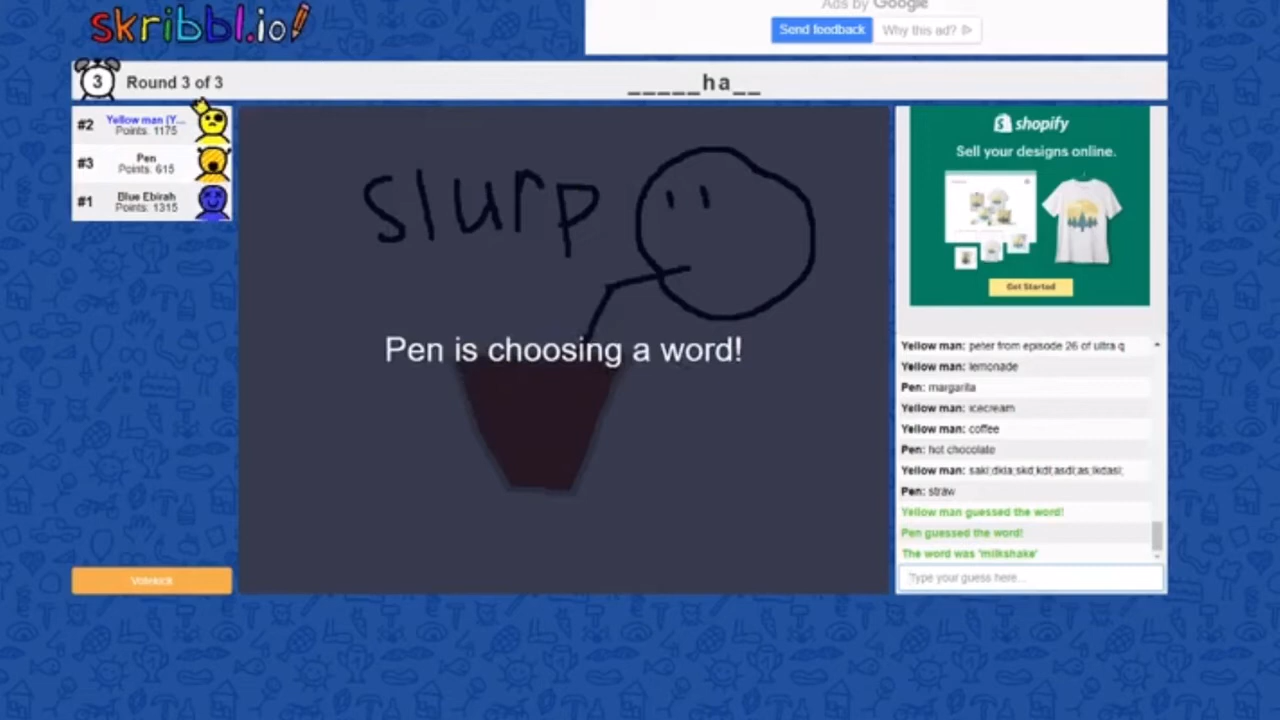 skribbl.io
Ads by Google
Send feedback
Why this ad?
3
Round 3 of 3
_____ha__
#2
Yellow man (Y...
Points: 1175
#3
Pen
Points: 615
#1
Blue Ebirah
Points: 1315
slurp
Pen is choosing a word!
shopify
Sell your designs online.
Get Started
Yellow man: peter from episode 26 of ultra q
Yellow man: lemonade
Pen: margarilla
Yellow man: icecream
Yellow man: coffee
Pen: hot chocolate
Yellow man: saki;dkla;skd,kdl;asdl;as;lkdasl;
Pen: straw
Yellow man guessed the word!
Pen guessed the word!
The word was 'milkshake'
Type your guess here...
Votekick